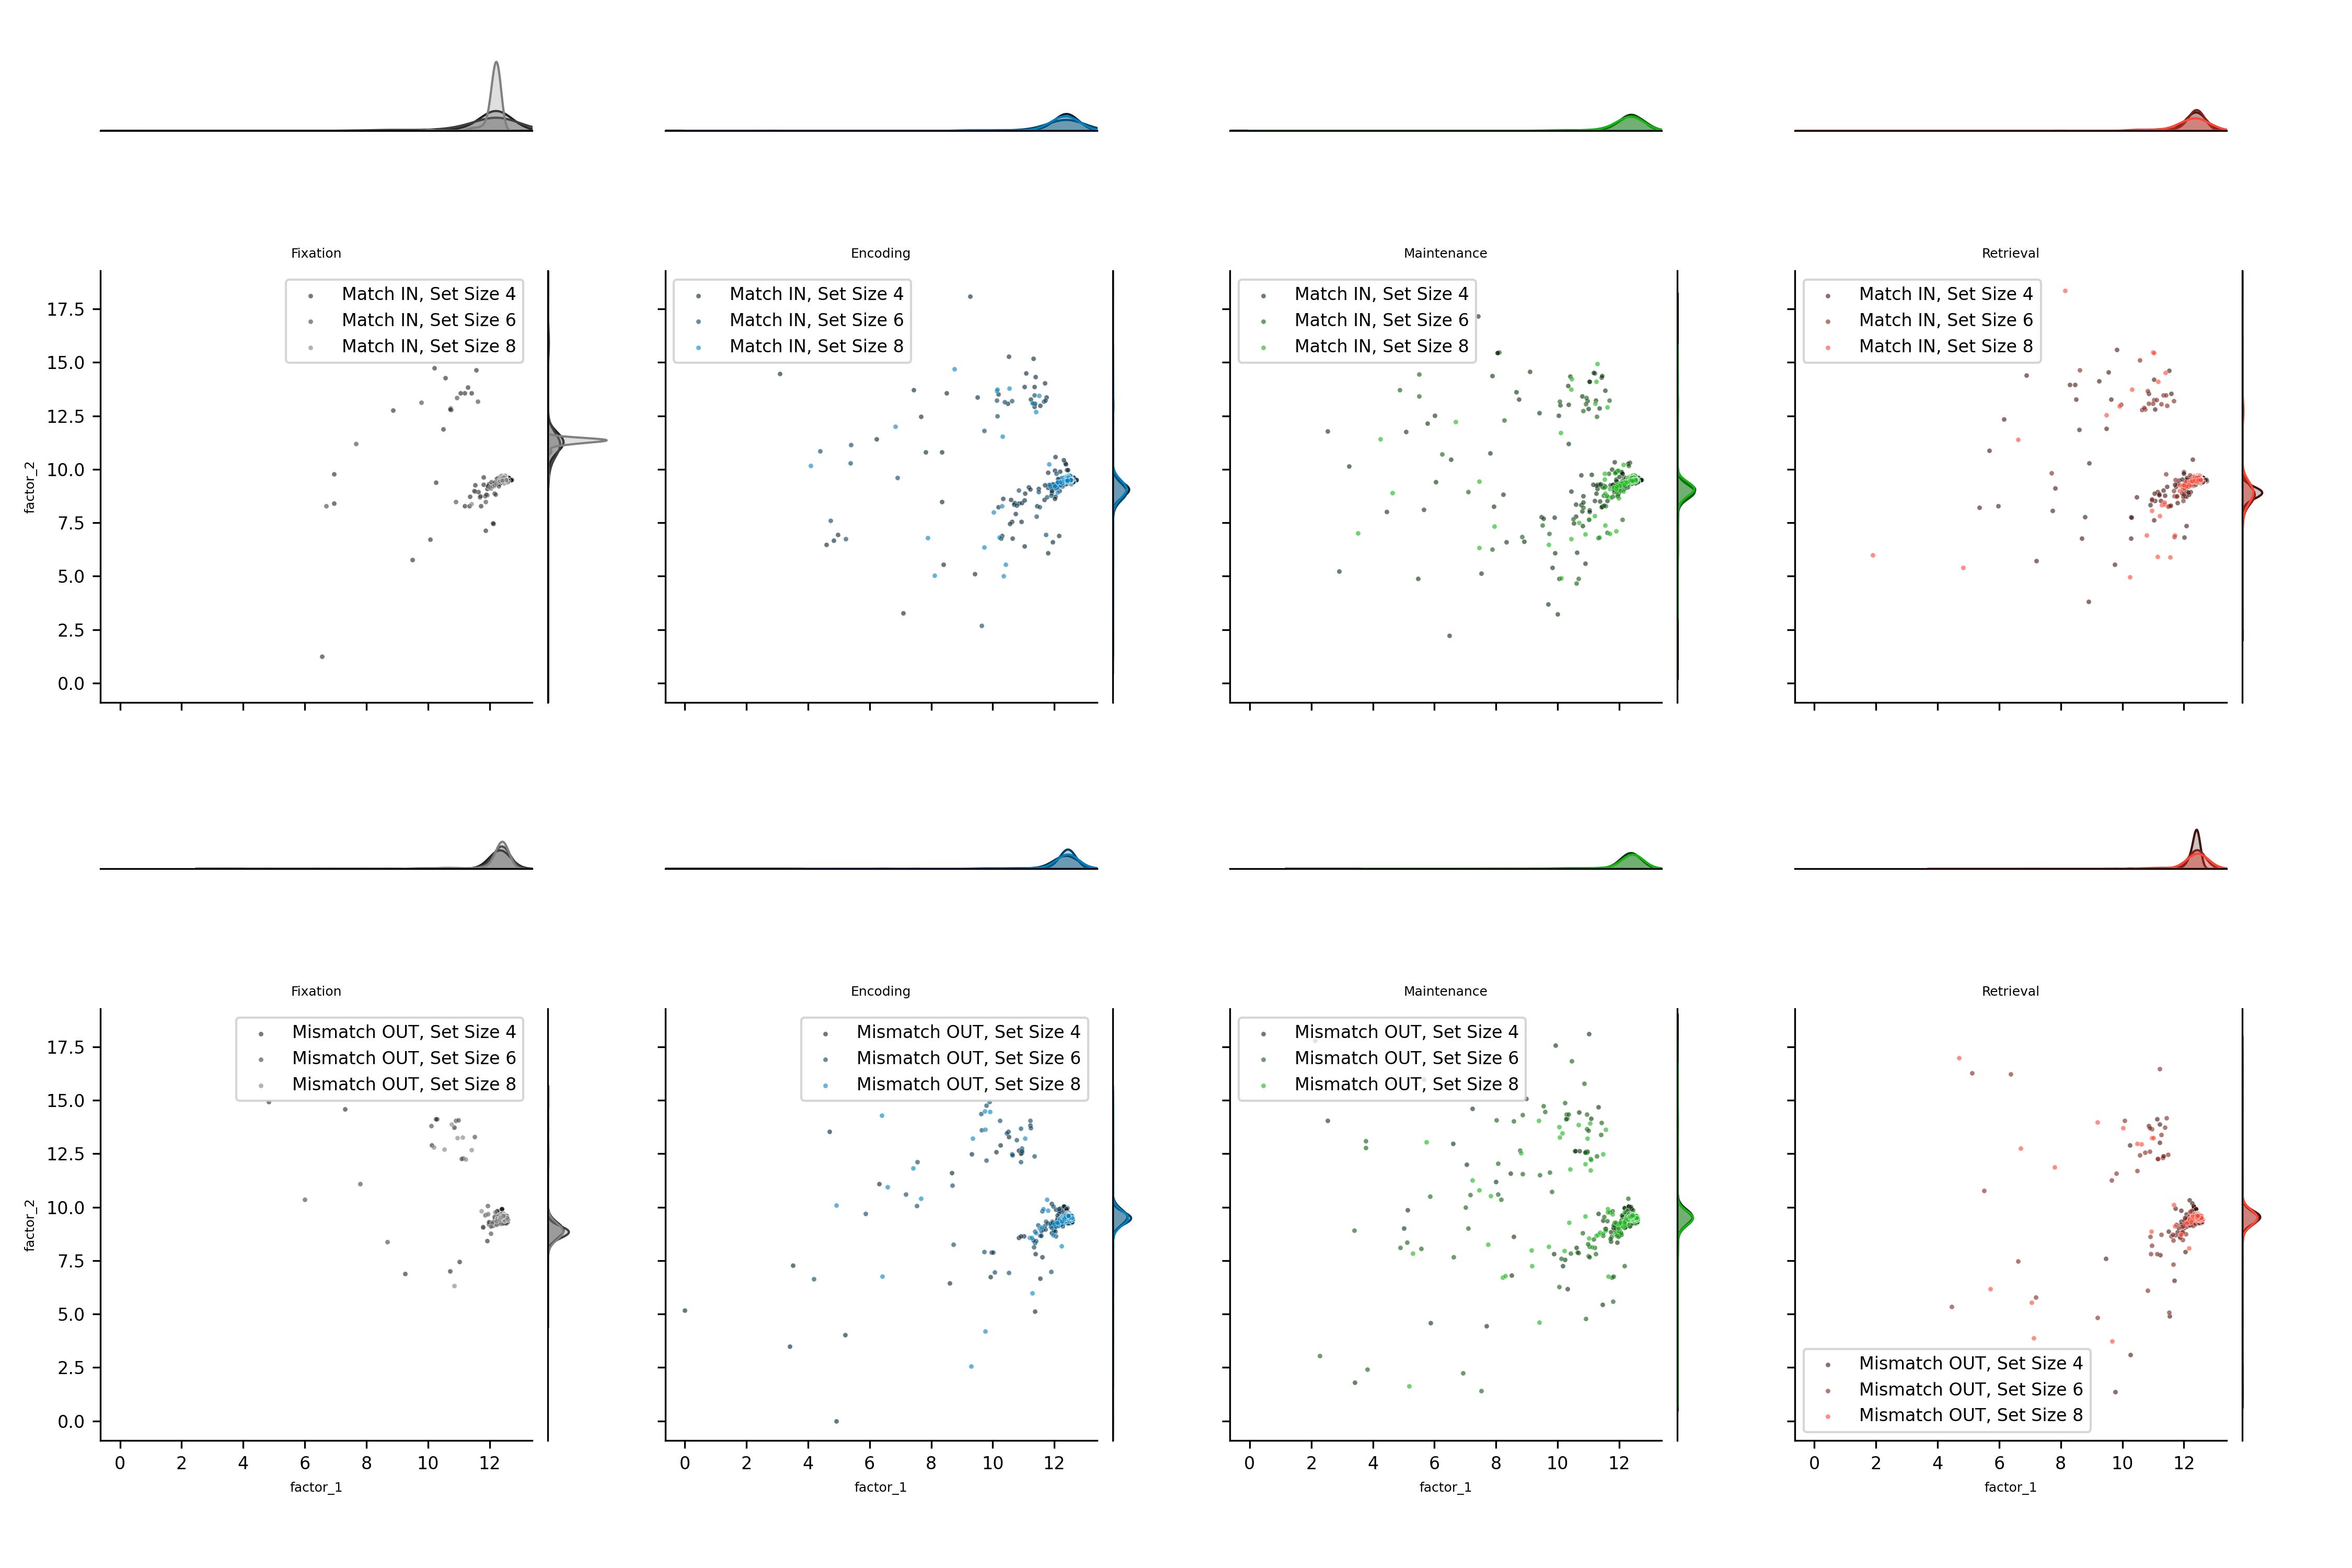 Fixation
Encoding
Maintenance
Retrieval
Match IN, Set Size 4
Match IN, Set Size 6
Match IN, Set Size 8
Match IN, Set Size 4
Match IN, Set Size 6
Match IN, Set Size 8
Match IN, Set Size 4
Match IN, Set Size 6
Match IN, Set Size 8
Match IN, Set Size 4
Match IN, Set Size 6
Match IN, Set Size 8
17.5
15.0
12.5
10.0
7.5
5.0
2.5
0.0
factor_2
Fixation
Encoding
Maintenance
Retrieval
Mismatch OUT, Set Size 4
Mismatch OUT, Set Size 6
Mismatch OUT, Set Size 8
Mismatch OUT, Set Size 4
Mismatch OUT, Set Size 6
Mismatch OUT, Set Size 8
Mismatch OUT, Set Size 4
Mismatch OUT, Set Size 6
Mismatch OUT, Set Size 8
Mismatch OUT, Set Size 4
Mismatch OUT, Set Size 6
Mismatch OUT, Set Size 8
17.5
15.0
12.5
10.0
7.5
5.0
2.5
0.0
factor_2
0 2 4 6 8 10 12
factor_1
0 2 4 6 8 10 12
factor_1
0 2 4 6 8 10 12
factor_1
0 2 4 6 8 10 12
factor_1